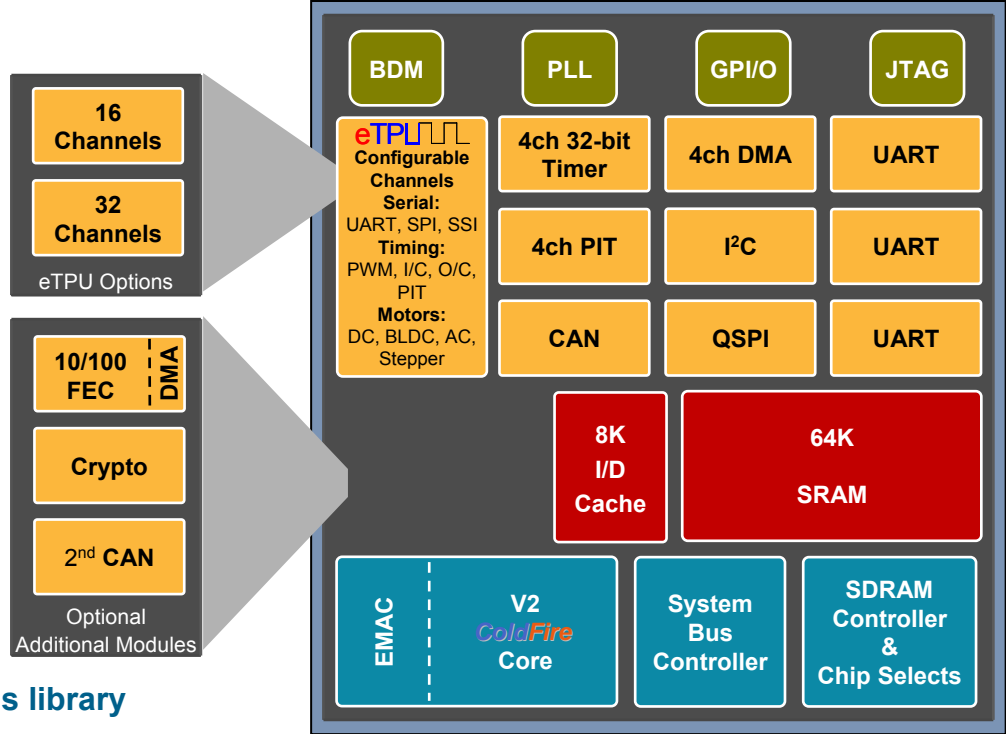 BDM
PLL
GPI/O
JTAG
16
Channels
32
Channels
eTPU Options
eTPU
Configurable
Channels
Serial:
UART, SPI, SSI
Timing:
PWM, I/C, O/C,
PIT
Motors:
DC, BLDC, AC,
Stepper
4ch 32-bit
Timer
4ch DMA
UART
4ch PIT
I²C
UART
CAN
QSPI
UART
10/100
FEC
DMA
Crypto
2nd CAN
Optional
Additional Modules
8K
I/D
Cache
64K
SRAM
EMAC
V2
ColdFire
Core
System
Bus
Controller
SDRAM
Controller
&
Chip Selects
s library